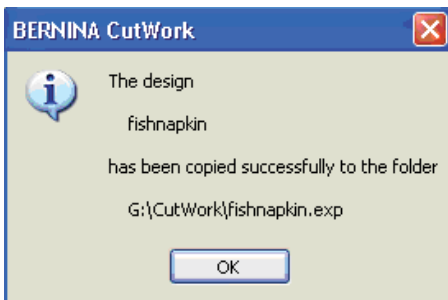 BERNINA CutWork
The design
fishnapkin
has been copied successfully to the folder
G:\CutWork\fishnapkin.exp
OK